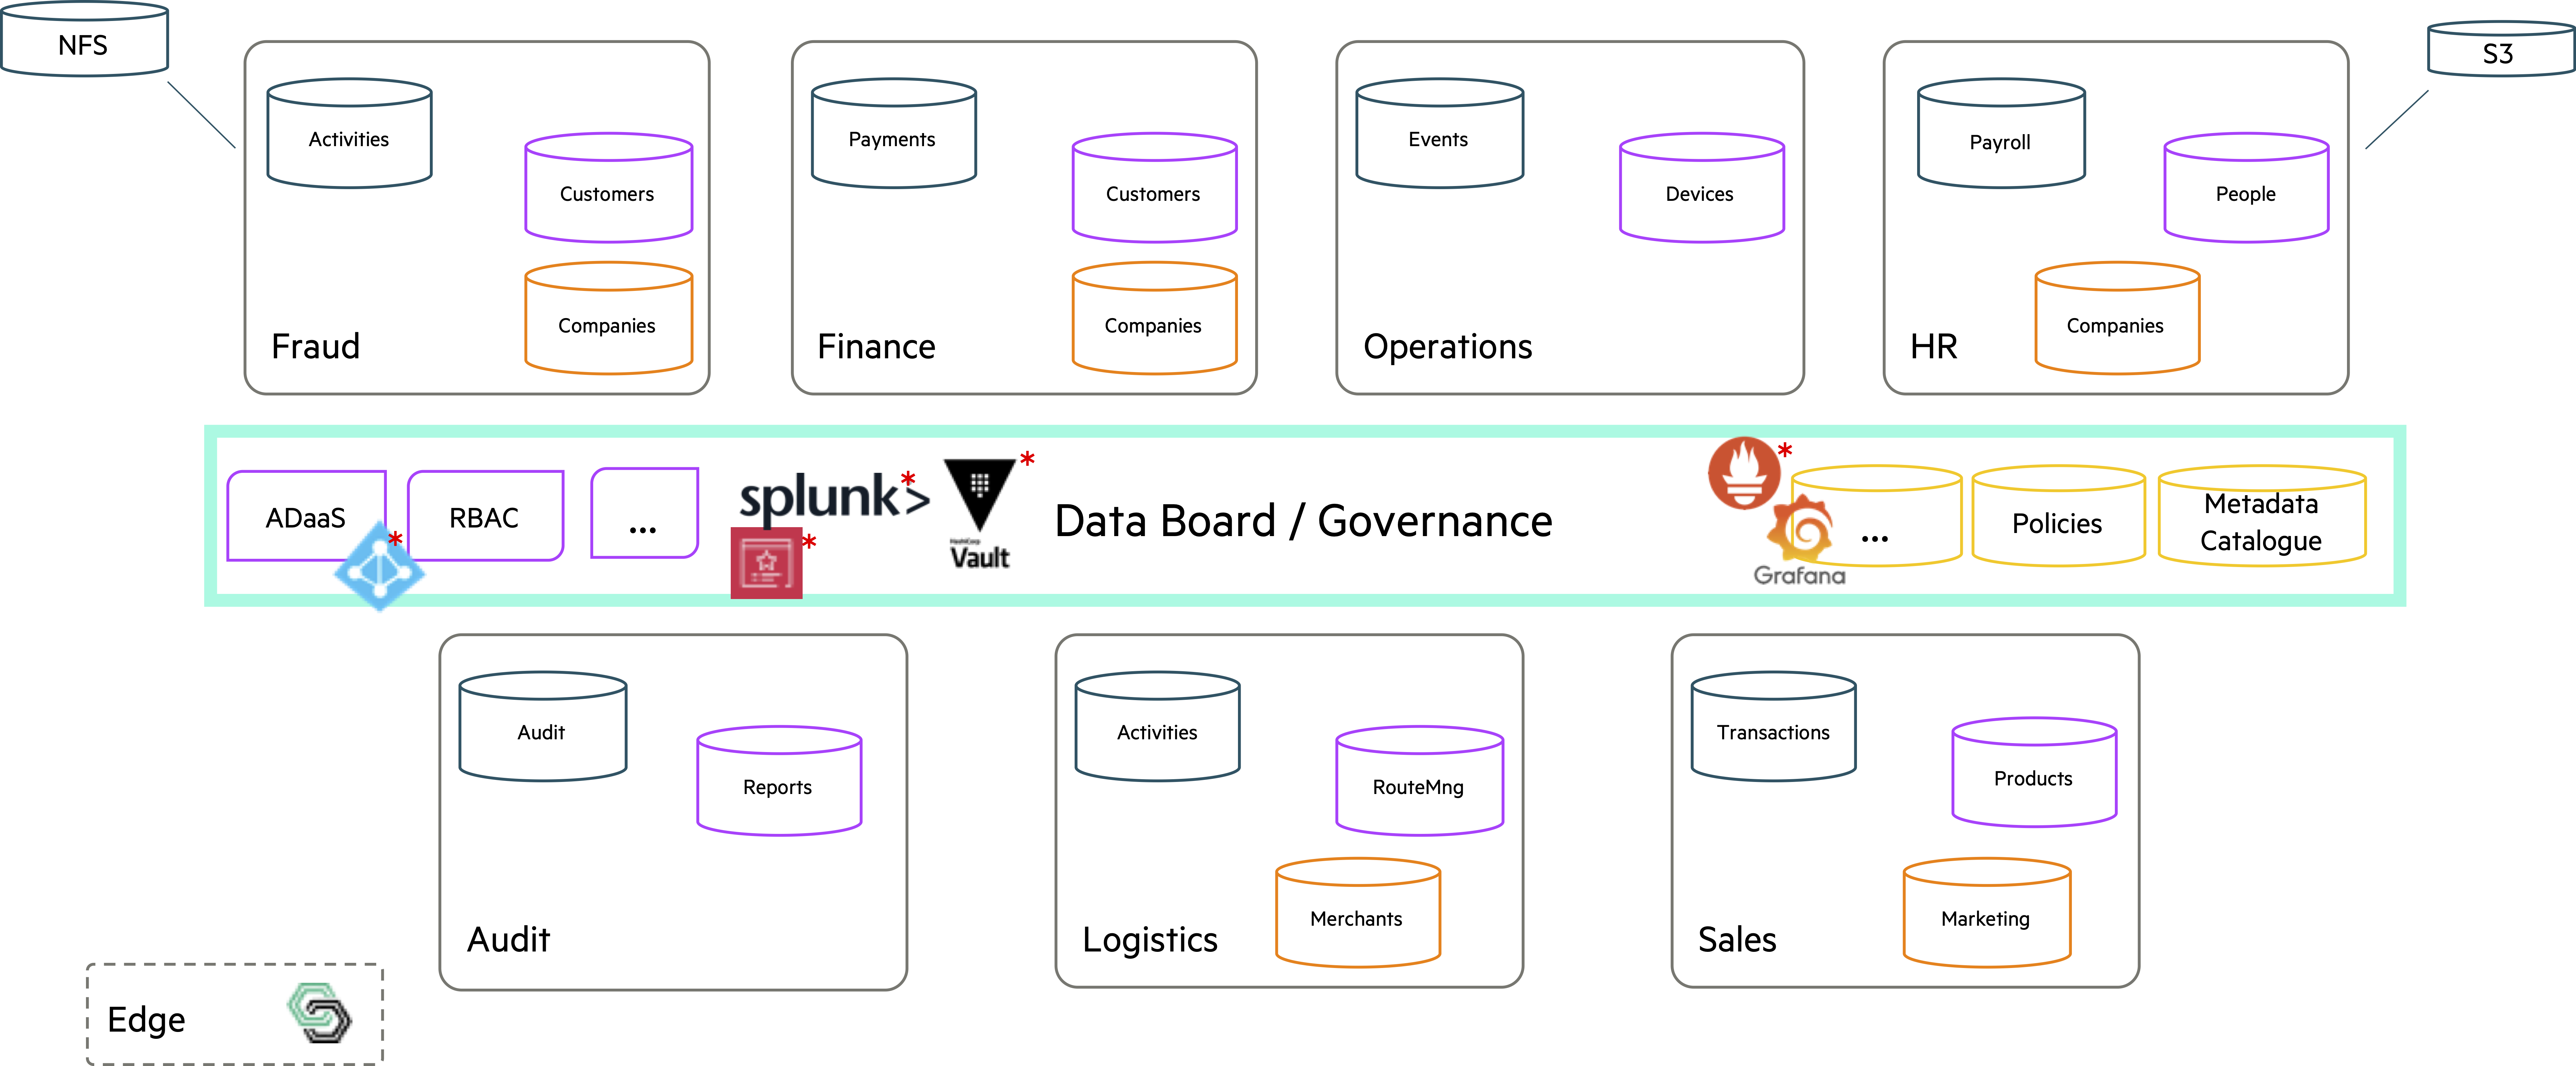 NFS
S3
Activities
Customers
Companies
Fraud
Payments
Customers
Companies
Finance
Events
Devices
Operations
Payroll
People
Companies
HR
ADaaS
*
RBAC
...
splunk>
*
*
HashiCorp
Vault
*
Data Board / Governance
*
Grafana
...
Policies
Metadata
Catalogue
Audit
Reports
Audit
Activities
RouteMng
Merchants
Logistics
Transactions
Products
Marketing
Sales
Edge